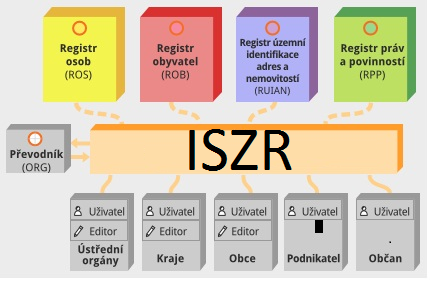 Registr
osob
(ROS)
Registr
obyvatel
(ROB)
Registr územní
identifikace
adres a
nemovitostí
(RUIAN)
Registr práv
a povinností
(RPP)
Převodník
(ORG)
ISZR
Uživatel
Editor
Ústřední
orgány
Uživatel
Editor
Kraje
Uživatel
Editor
Obce
Uživatel
Podnikatel
Uživatel
Občan